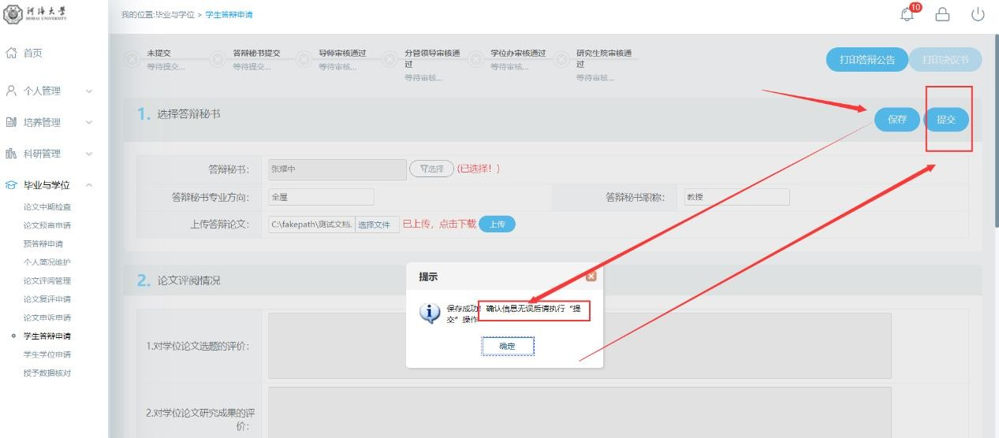 河海大学
HOHAI UNIVERSITY
我的位置:毕业与学位 > 学生答辩申请
10
首页
个人管理
培养管理
科研管理
毕业与学位
论文中期检查
论文预审申请
预答辩申请
个人简况维护
论文评阅管理
论文复评申请
论文申诉申请
学生答辩申请
学生学位申请
授予数据核对
未提交
等待提交...
答辩秘书提交
等待提交...
导师审核通过
等待审核...
分管领导审核通
过
等待审核...
学位办审核通过
等待审核...
研究生院审核通
过
等待审核...
打印答辩公告
打印决议书
1. 选择答辩秘书
保存
提交
答辩秘书:
张耀中
选择
(已选择！)
答辩秘书专业方向:
全屋
答辩秘书职称:
教授
上传答辩论文:
C:\fakepath\测试文档.
选择文件
已上传，点击下载
上传
2. 论文评阅情况
提示
保存成功！确认信息无误后请执行“提
交”操作
确定
1.对学位论文选题的评价:
2.对学位论文研究成果的评
价: